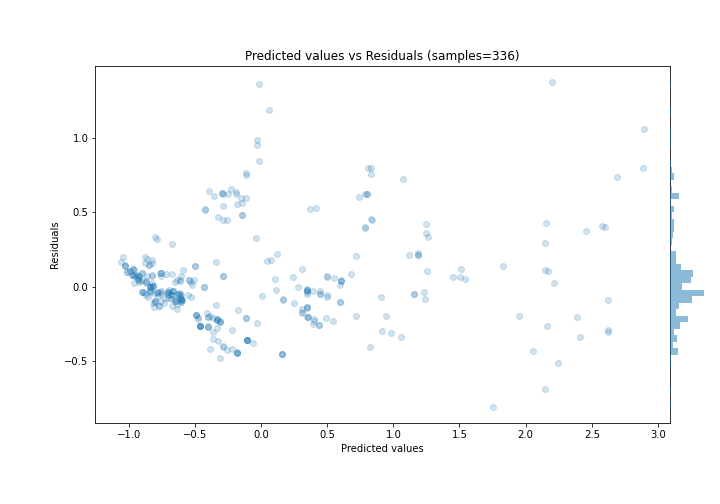 Predicted values vs Residuals (samples=336)
1.0
0.5
0.0
−0.5
Residuals
−1.0 −0.5 0.0 0.5 1.0 1.5 2.0 2.5 3.0
Predicted values